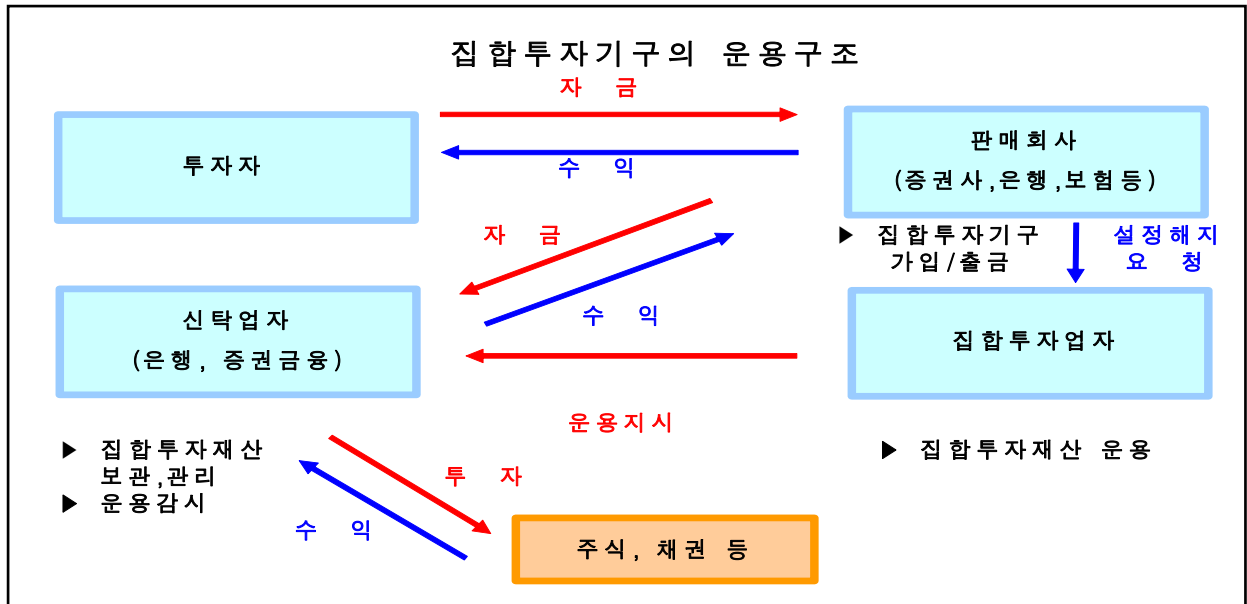 집합투자기구의 운용구조
자 금
투자자
수 익
판매회사
(증권사,은행,보험등)
▶ 집합투자기구
가입/출금
설정해지
요 청
자 금
수 익
신탁업자
(은행, 증권금융)
집합투자업자
운용지시
▶ 집합투자재산
보관,관리
▶ 운용감시
▶ 집합투자재산 운용
투 자
수 익
주식, 채권 등